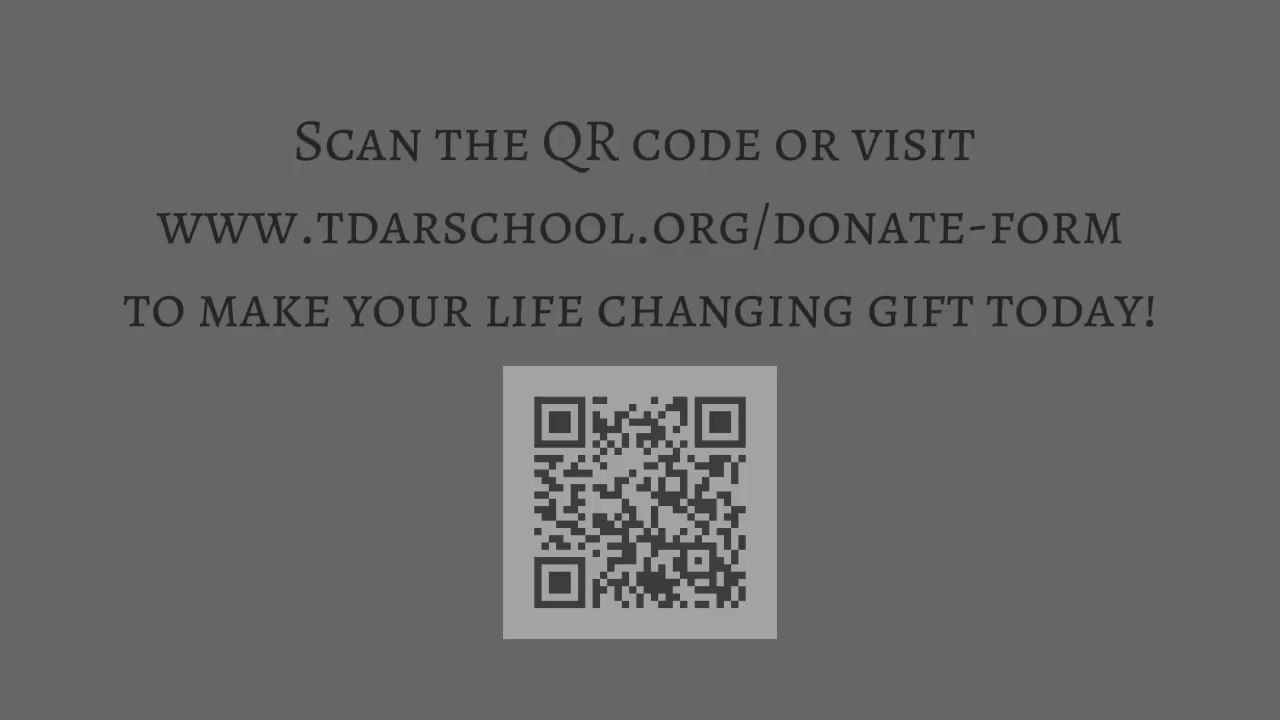 Scan the QR code or visit
www.tdarschool.org/donate-form
to make your life changing gift today!